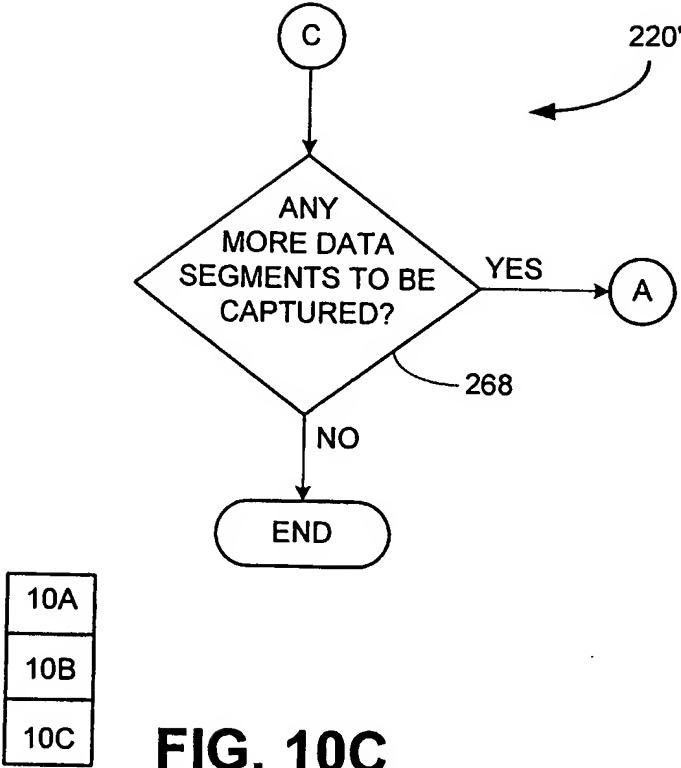 C
220'
ANY
MORE DATA
SEGMENTS TO BE
CAPTURED?
YES
A
268
NO
END
10A
10B
10C
FIG. 10C